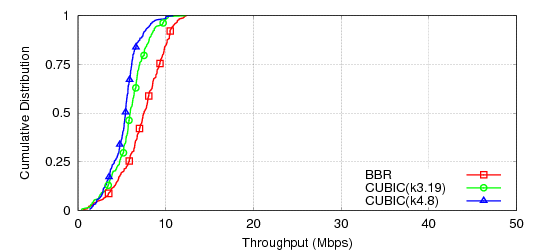 1
0.75
0.5
0.25
0
Cumulative Distribution
BBR
CUBIC(k3.19)
CUBIC(k4.8)
0 10 20 30 40 50
Throughput (Mbps)